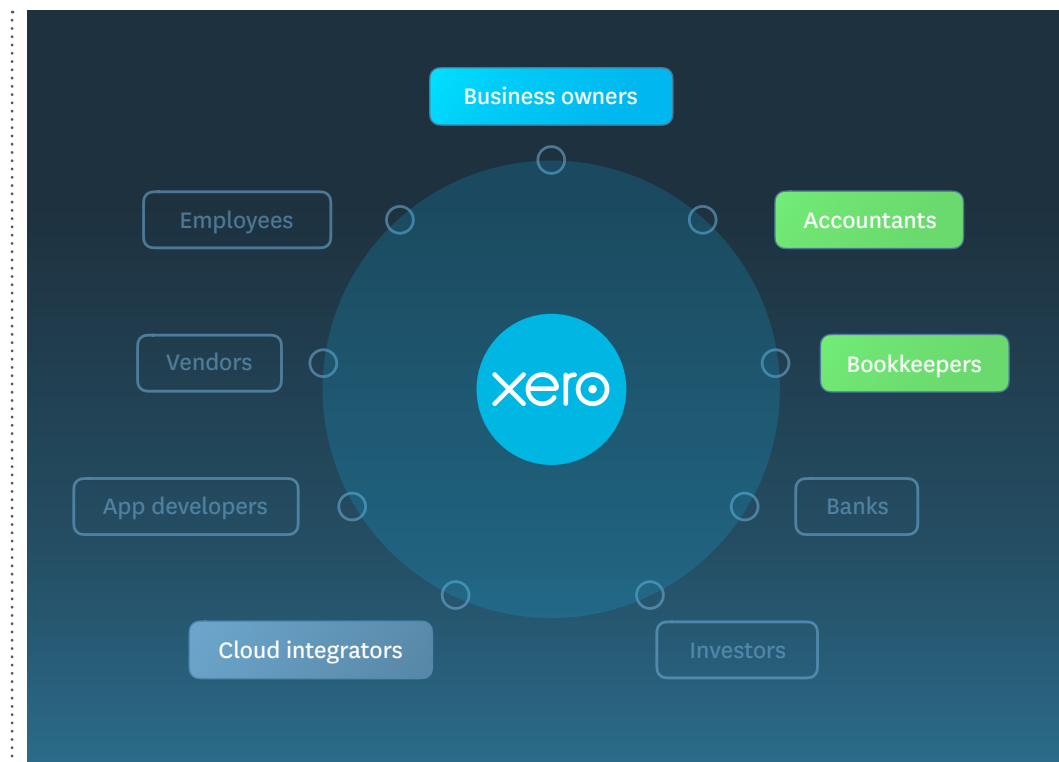 Business owners
Employees
Accountants
Vendors
Bookkeepers
xero
App developers
Banks
Cloud integrators
Investors